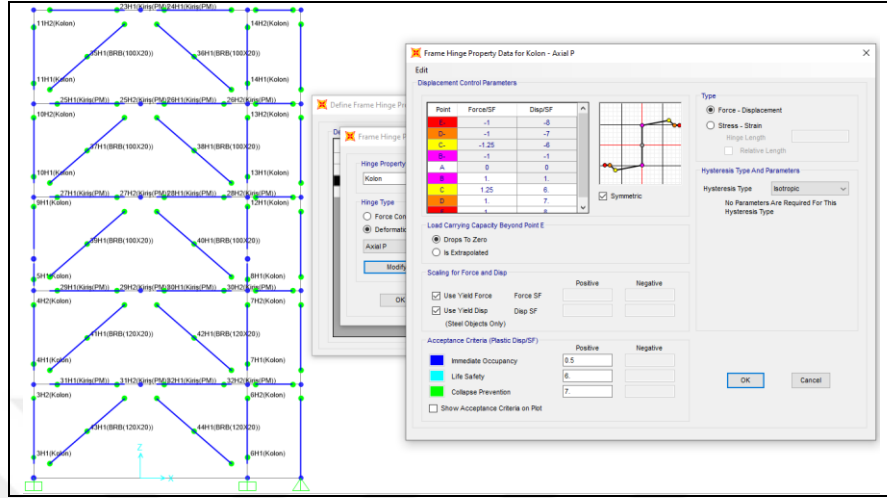 23H1(Kiriş(PM))24H1(Kiriş(PM))
11H2(Kolon)
14H2(Kolon)
35H1(BRB(100X20))
36H1(BRB(100X20))
11H1(Kolon)
14H1(Kolon)
25H1(Kiriş(PM))
25H2(Kiriş(PM))26H1(Kiriş(PM))
26H2(Kiriş(PM))
10H2(Kolon)
13H2(Kolon)
37H1(BRB(100X20))
38H1(BRB(100X20))
10H1(Kolon)
13H1(Kolon)
27H1(Kiriş(PM))
27H2(Kiriş(PM))28H1(Kiriş(PM))
28H2(Kiriş(PM))
9H1(Kolon)
12H1(Kolon)
39H1(BRB(100X20))
40H1(BRB(100X20))
5H1(Kolon)
8H1(Kolon)
29H1(Kiriş(PM))
29H2(Kiriş(PM))30H1(Kiriş(PM))
30H2(Kiriş(PM))
4H2(Kolon)
7H2(Kolon)
41H1(BRB(120X20))
42H1(BRB(120X20))
4H1(Kolon)
7H1(Kolon)
31H1(Kiriş(PM))
31H2(Kiriş(PM))32H1(Kiriş(PM))
32H2(Kiriş(PM))
3H2(Kolon)
6H2(Kolon)
43H1(BRB(120X20))
44H1(BRB(120X20))
3H1(Kolon)
6H1(Kolon)
Z
X
Define Frame Hinge Pr
Frame Hinge P
Hinge Property
Kolon
Hinge Type
Force Con
Deformatio
Axial P
Modify
OK
Frame Hinge Property Data for Kolon - Axial P
Edit
Displacement Control Parameters
Point Force/SF Disp/SF
E- -1 -8
D- -1 -7
C- -1.25 -6
B- -1 -1
A 0 0
B 1. 1.
C 1.25 6.
D 1. 7.
Symmetric
Load Carrying Capacity Beyond Point E
Drops To Zero
Is Extrapolated
Scaling for Force and Disp
Positive Negative
Use Yield Force Force SF
Use Yield Disp Disp SF
(Steel Objects Only)
Acceptance Criteria (Plastic Disp/SF)
Positive Negative
Immediate Occupancy 0.5
Life Safety 6.
Collapse Prevention 7.
Show Acceptance Criteria on Plot
Type
Force - Displacement
Stress - Strain
Hinge Length
Relative Length
Hysteresis Type And Parameters
Hysteresis Type Isotropic
No Parameters Are Required For This
Hysteresis Type
OK Cancel